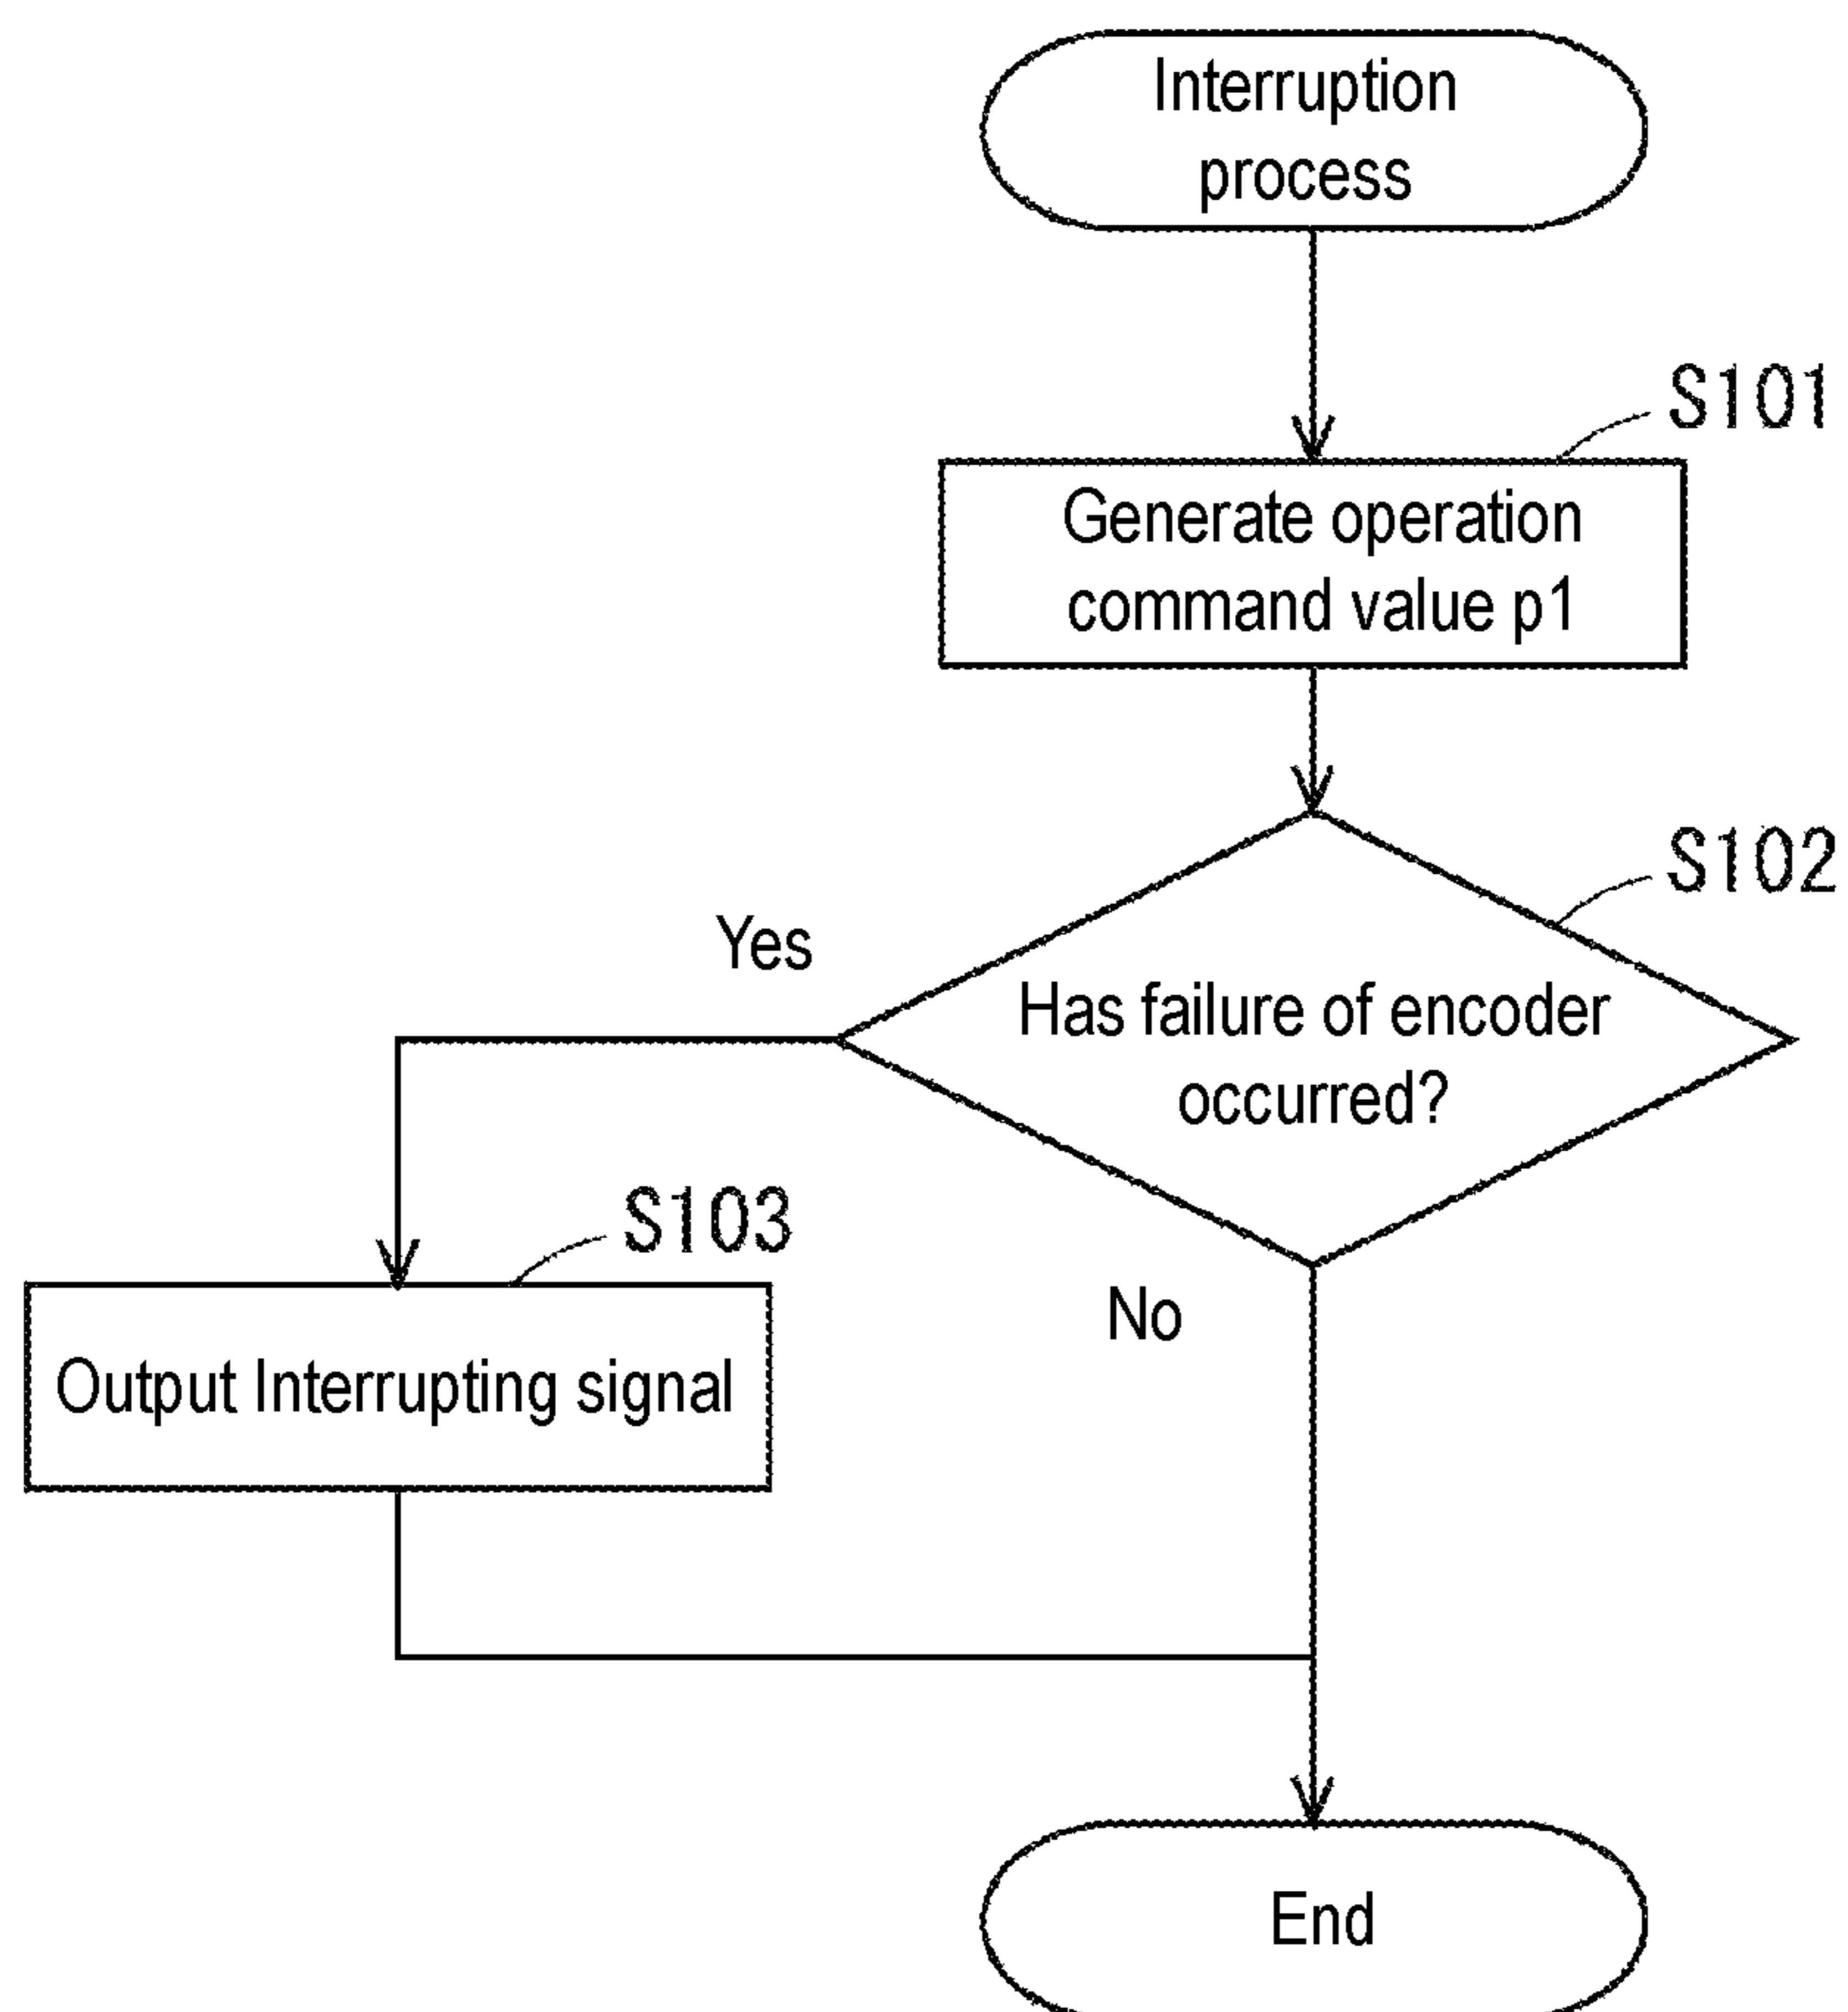 Interruption
process
S101
Generate operation
command value p1
S102
Yes
Has failure of encoder
occurred?
S103
No
Output Interrupting signal
End